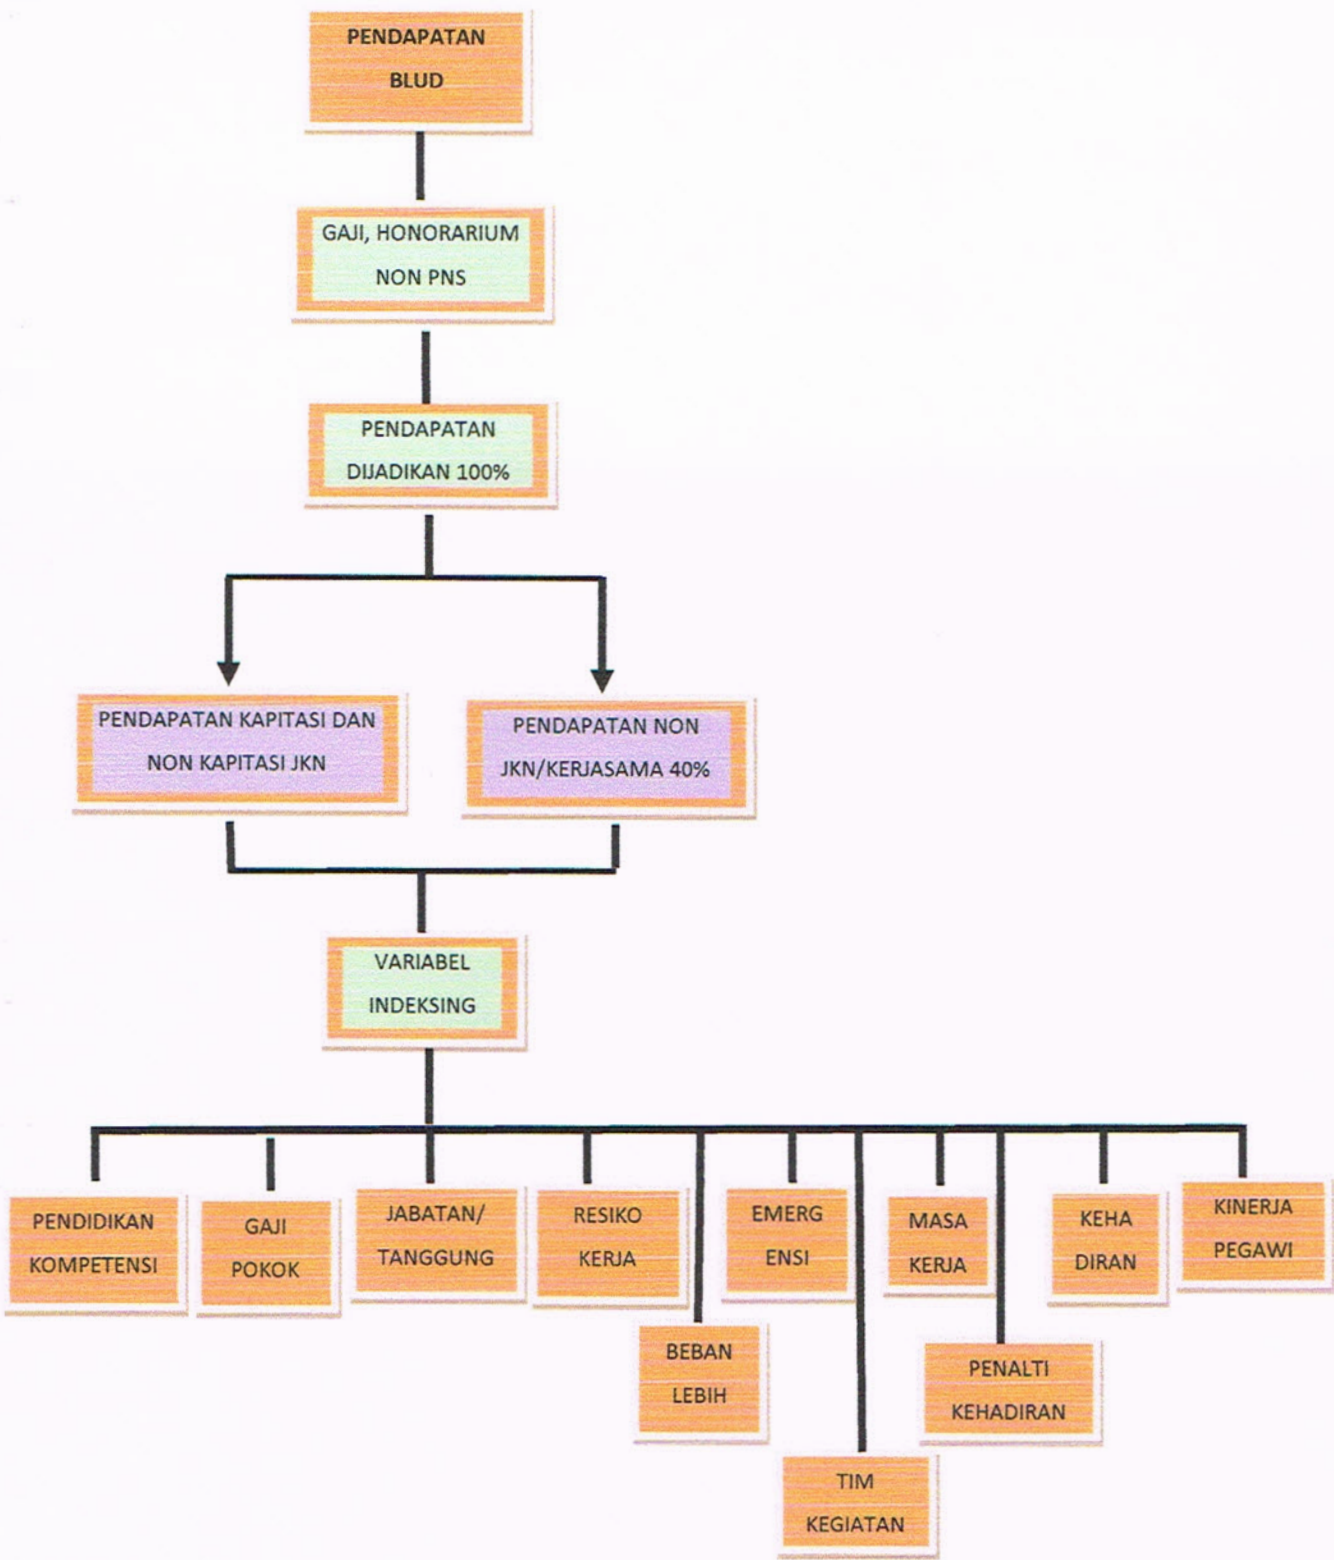 PENDAPATAN
BLUD
GAJI, HONORARIUM
NON PNS
PENDAPATAN
DIJADIKAN 100%
PENDAPATAN KAPITASI DAN
NON KAPITASI JKN
PENDAPATAN NON
JKN/KERJASAMA 40%
VARIABEL
INDEKSING
PENDIDIKAN
KOMPETENSI
GAJI
POKOK
JABATAN/
TANGGUNG
RESIKO
KERJA
BEBAN
LEBIH
EMERG
ENSI
TIM
KEGIATAN
MASA
KERJA
PENALTI
KEHADIRAN
KEHA
DIRAN
KINERJA
PEGAWI